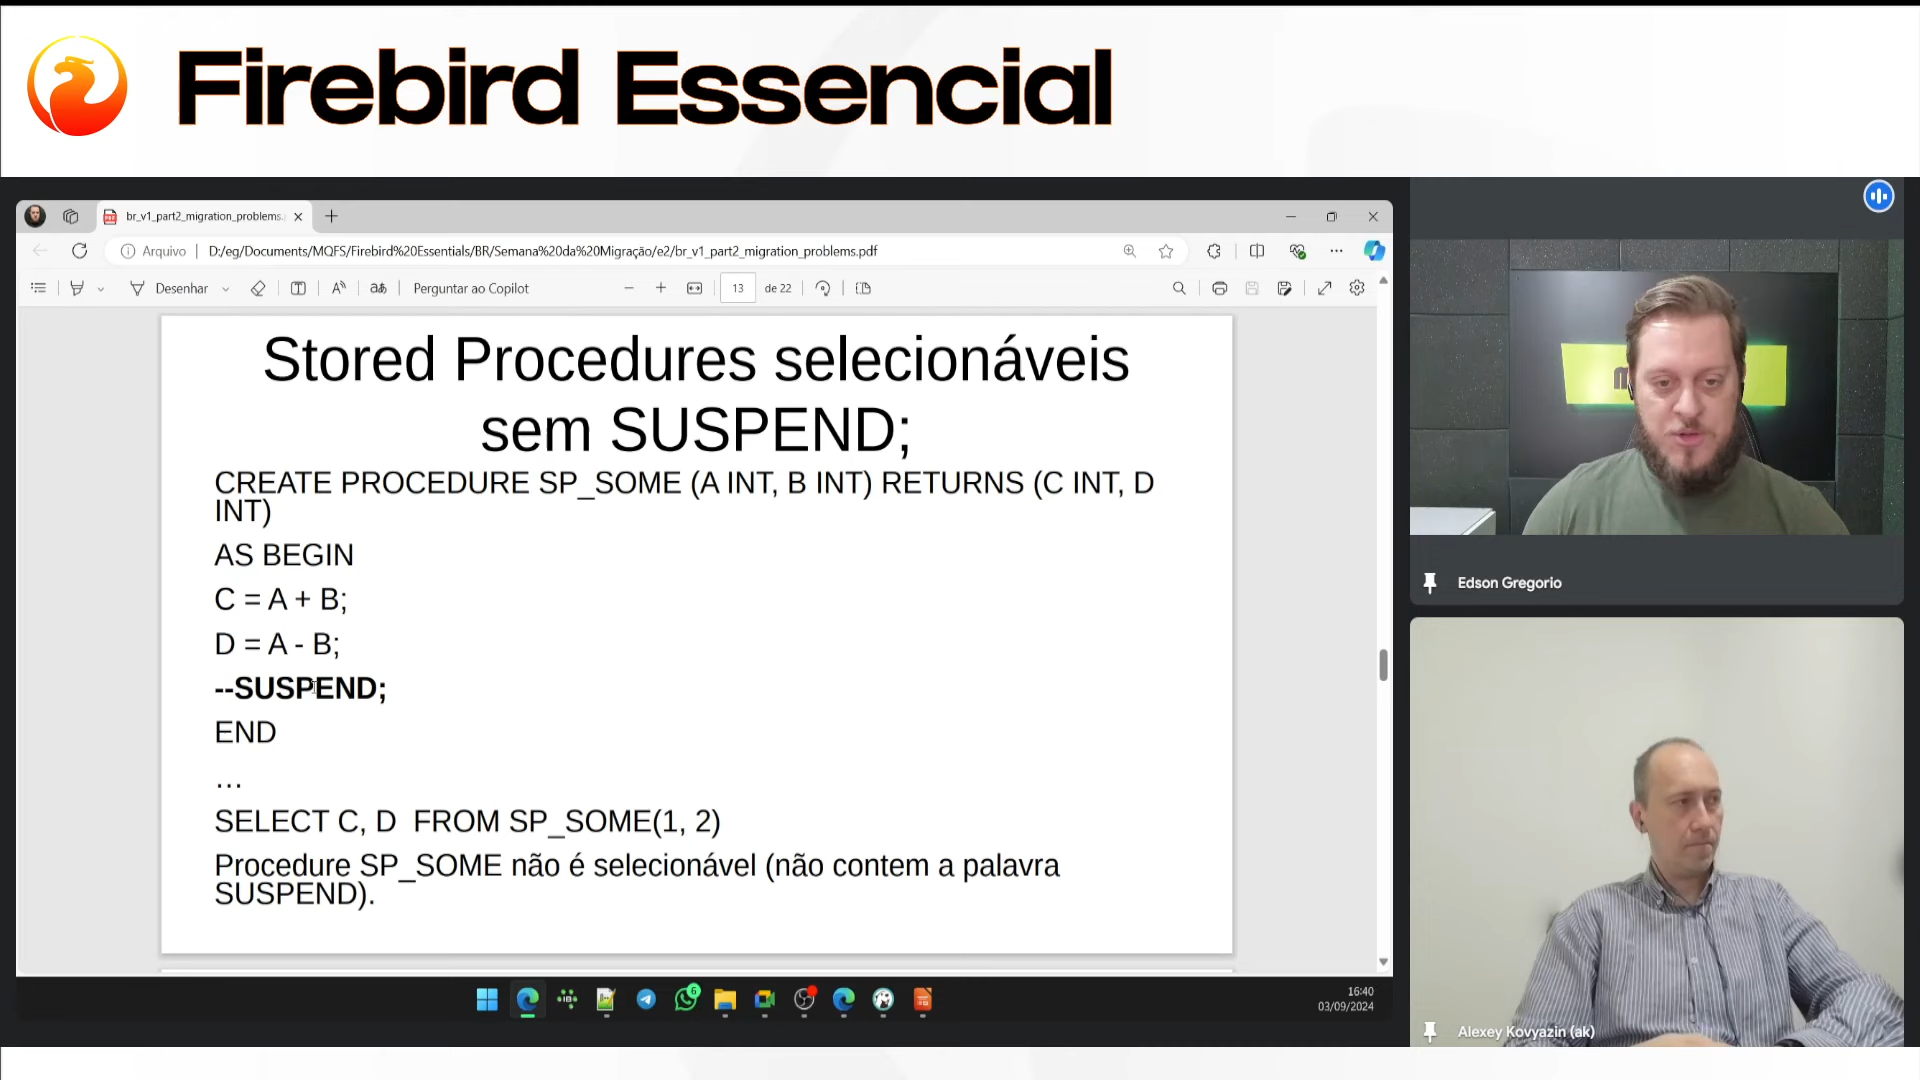 Firebird Essencial
br_v1_part2_migration_problems.
Arquivo
D:/eg/Documents/MQFS/Firebird%20Essentials/BR/Semana%20da%20Migração/e2/br_v1_part2_migration_problems.pdf
Desenhar
Perguntar ao Copilot
13 de 22
Stored Procedures selecionáveis
sem SUSPEND;
CREATE PROCEDURE SP_SOME (A INT, B INT) RETURNS (C INT, D
INT)
AS BEGIN
C = A + B;
D = A - B;
--SUSPEND;
END
…
SELECT C, D FROM SP_SOME(1, 2)
Procedure SP_SOME não é selecionável (não contem a palavra
SUSPEND).
16:40
03/09/2024
Edson Gregorio
Alexey Kovyazin (ak)